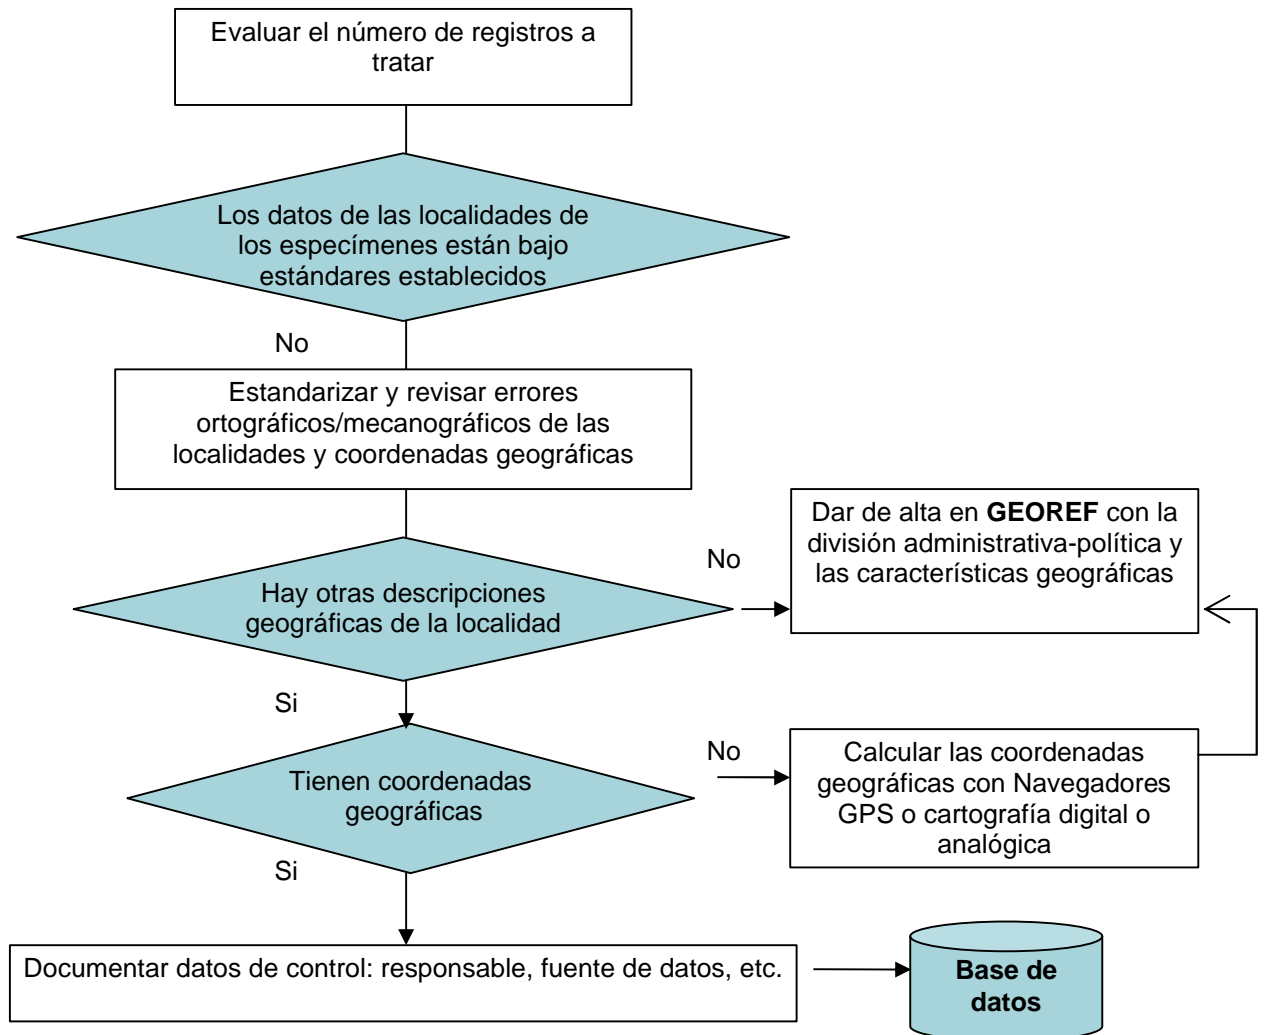 Evaluar el número de registros a
tratar
Los datos de las localidades de
los especímenes están bajo
estándares establecidos
No
Estandarizar y revisar errores
ortográficos/mecanográficos de las
localidades y coordenadas geográficas
Hay otras descripciones
geográficas de la localidad
No
Dar de alta en GEOREF con la
división administrativa-política y
las características geográficas
Si
Tienen coordenadas
geográficas
No
Calcular las coordenadas
geográficas con Navegadores
GPS o cartografía digital o
analógica
Si
Documentar datos de control: responsable, fuente de datos, etc.
Base de
datos